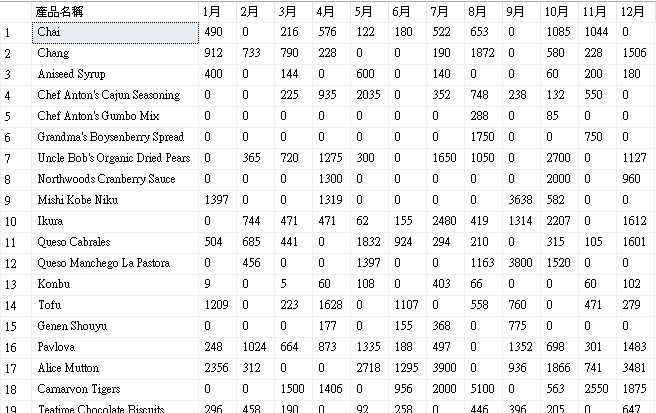 產品名稱 1月 2月 3月 4月 5月 6月 7月 8月 9月 10月 11月 12月
1 Chai 490 0 216 576 122 180 522 653 0 1085 1044 0
2 Chang 912 733 790 228 0 0 190 1872 0 580 228 1506
3 Aniseed Syrup 400 0 144 0 600 0 140 0 0 60 200 180
4 Chef Anton's Cajun Seasoning 0 0 225 935 2035 0 352 748 238 132 550 0
5 Chef Anton's Gumbo Mix 0 0 0 0 0 0 0 288 0 85 0 0
6 Grandma's Boysenberry Spread 0 0 0 0 0 0 0 1750 0 0 750 0
7 Uncle Bob's Organic Dried Pears 0 365 720 1275 300 0 1650 1050 0 2700 0 1127
8 Northwoods Cranberry Sauce 0 0 0 1300 0 0 0 0 0 2000 0 960
9 Mishi Kobe Niku 1397 0 0 1319 0 0 0 0 3638 582 0 0
10 Ikura 0 744 471 471 62 155 2480 419 1314 2207 0 1612
11 Queso Cabrales 504 685 441 0 1832 924 294 210 0 315 105 1601
12 Queso Manchego La Pastora 0 456 0 0 1397 0 0 1163 3800 1520 0 0
13 Konbu 9 0 5 60 108 0 403 66 0 0 60 102
14 Tofu 1209 0 223 1628 0 1107 0 558 760 0 471 279
15 Genen Shouyu 0 0 0 177 0 155 368 0 775 0 0 0
16 Pavlova 248 1024 664 873 1335 188 497 0 1352 698 301 1483
17 Alice Mutton 2356 312 0 0 2718 1295 3900 0 936 1866 741 3481
18 Carnarvon Tigers 0 0 1500 1406 0 956 2000 5100 0 563 2550 1875
19 Teatime Chocolate Biscuits 296 458 190 0 92 258 0 446 396 205 0 647